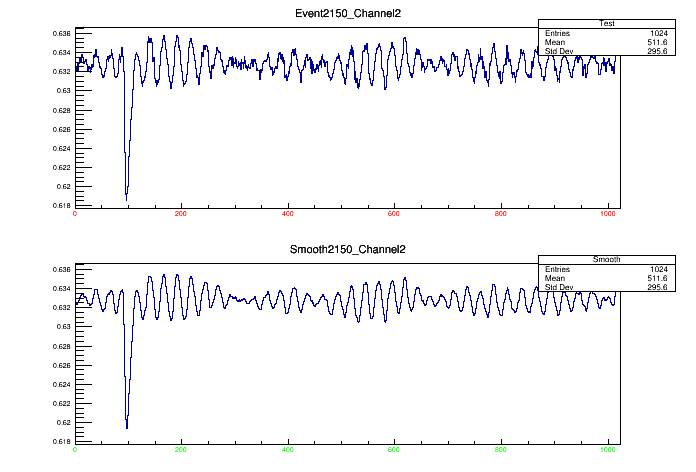 Event2150_Channel2
Test
Entries 1024
Mean 511.6
Std Dev 295.6
0.636
0.634
0.632
0.63
0.628
0.626
0.624
0.622
0.62
0.618
0 200 400 600 800 1000
Smooth2150_Channel2
Smooth
Entries 1024
Mean 511.6
Std Dev 295.6
0.636
0.634
0.632
0.63
0.628
0.626
0.624
0.622
0.62
0.618
0 200 400 600 800 1000